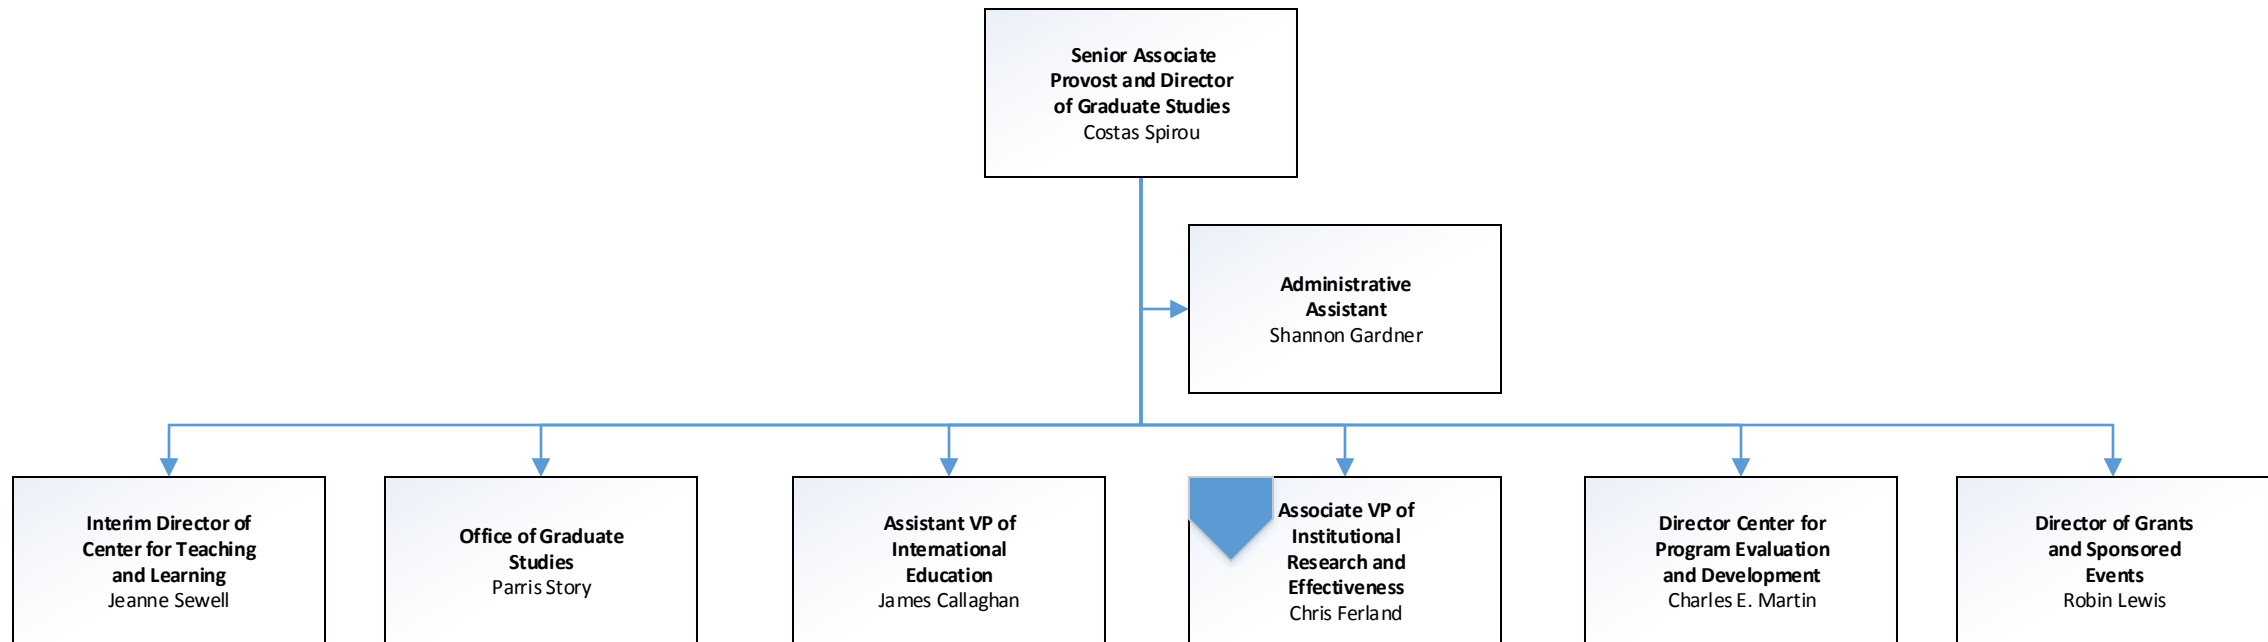 Senior Associate
Provost and Director
of Graduate Studies
Costas Spirou
Administrative
Assistant
Shannon Gardner
Interim Director of
Center for Teaching
and Learning
Jeanne Sewell
Office of Graduate
Studies
Parris Story
Assistant VP of
International
Education
James Callaghan
Associate VP of
Institutional
Research and
Effectiveness
Chris Ferland
Director Center for
Program Evaluation
and Development
Charles E. Martin
Director of Grants
and Sponsored
Events
Robin Lewis